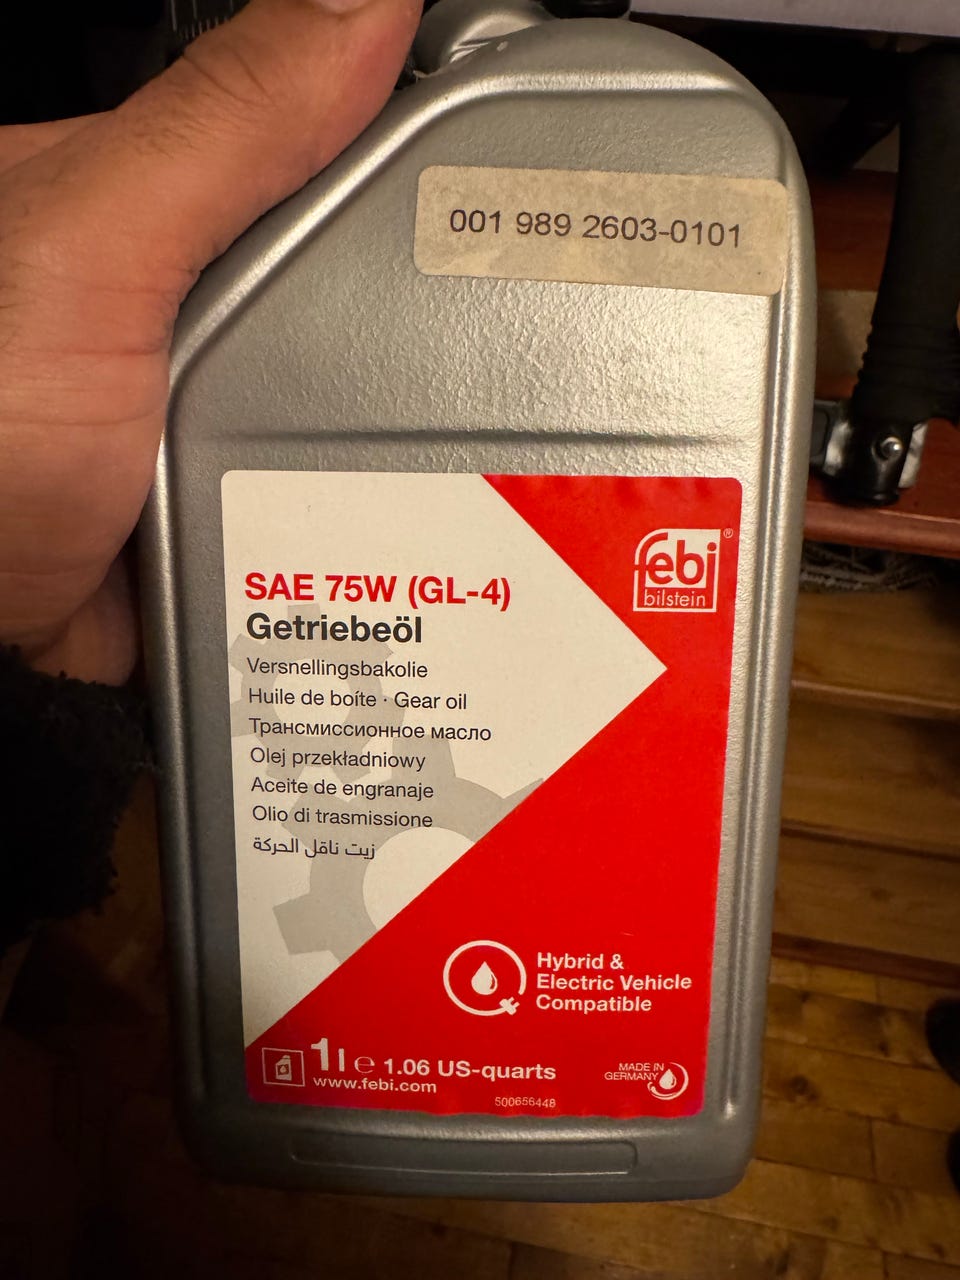 001 989 2603-0101
febi®
bilstein
SAE 75W (GL-4)
Getriebeöl
Versnellingsbakolie
Huile de boîte · Gear oil
Трансмиссионное масло
Olej przekładniowy
Aceite de engranaje
Olio di trasmissione
زيت ناقل الحركة
Hybrid &
Electric Vehicle
Compatible
1l ℮ 1.06 US-quarts
www.febi.com
MADE IN
GERMANY
500656448